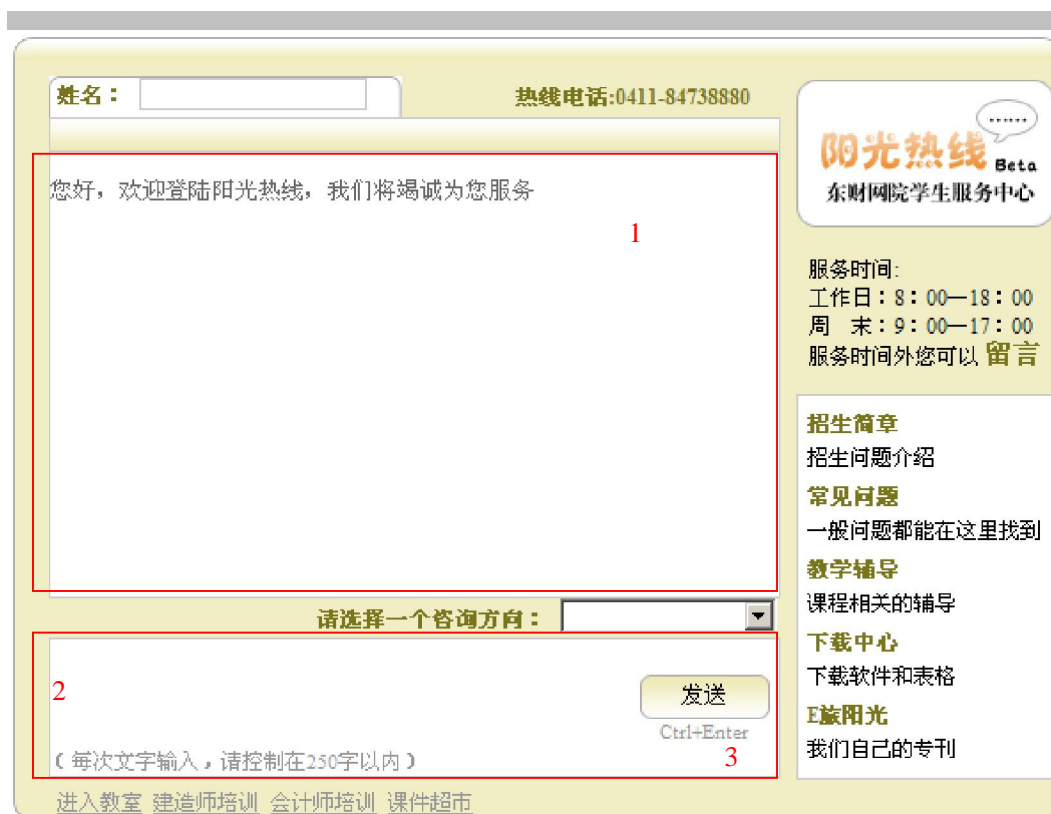 姓名：
热线电话:0411-84738880
您好，欢迎登陆阳光热线，我们将竭诚为您服务
1
请选择一个咨询方向：
2
发送
Ctrl+Enter
3
（每次文字输入，请控制在250字以内）
进入教室 建造师培训 会计师培训 课件超市
......
阳光热线 Beta
东财网院学生服务中心
服务时间:
工作日：8：00—18：00
周 末：9：00—17：00
服务时间外您可以 留言
招生简章
招生问题介绍
常见问题
一般问题都能在这里找到
教学辅导
课程相关的辅导
下载中心
下载软件和表格
E族阳光
我们自己的专刊